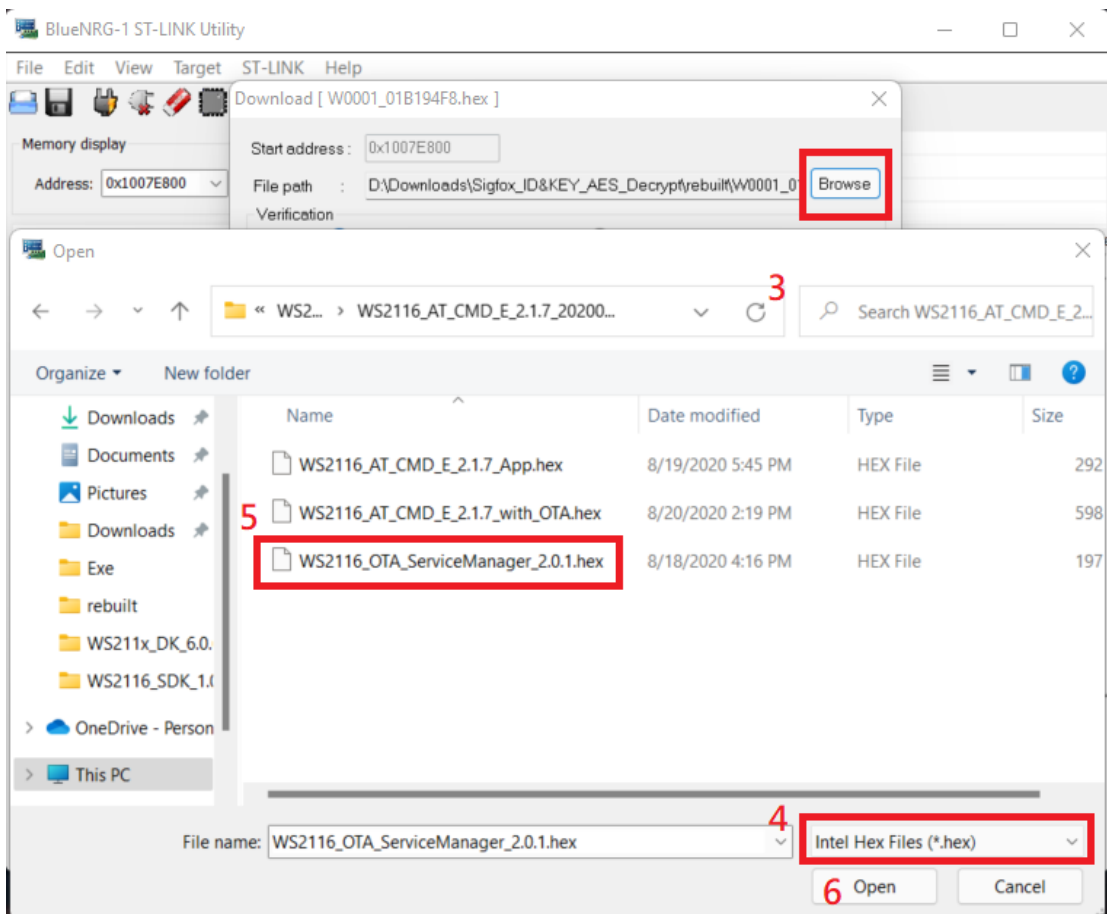 BlueNRG-1 ST-LINK Utility
File Edit View Target ST-LINK Help
Download [ W0001_01B194F8.hex ]
Memory display
Address: 0x1007E800
Start address : 0x1007E800
File path : D:\Downloads\Sigfox_ID&KEY_AES_Decrypt\rebuilt\W0001_01 Browse
Verification
Open
3
« WS2... > WS2116_AT_CMD_E_2.1.7_20200... Search WS2116_AT_CMD_E_2...
Organize New folder
Name Date modified Type Size
Downloads
Documents
Pictures
Downloads
Exe
rebuilt
WS211x_DK_6.0.
WS2116_SDK_1.0
OneDrive - Person
This PC
WS2116_AT_CMD_E_2.1.7_App.hex 8/19/2020 5:45 PM HEX File 292
5
WS2116_AT_CMD_E_2.1.7_with_OTA.hex 8/20/2020 2:19 PM HEX File 598
WS2116_OTA_ServiceManager_2.0.1.hex 8/18/2020 4:16 PM HEX File 197
4
File name: WS2116_OTA_ServiceManager_2.0.1.hex Intel Hex Files (*.hex)
6 Open Cancel